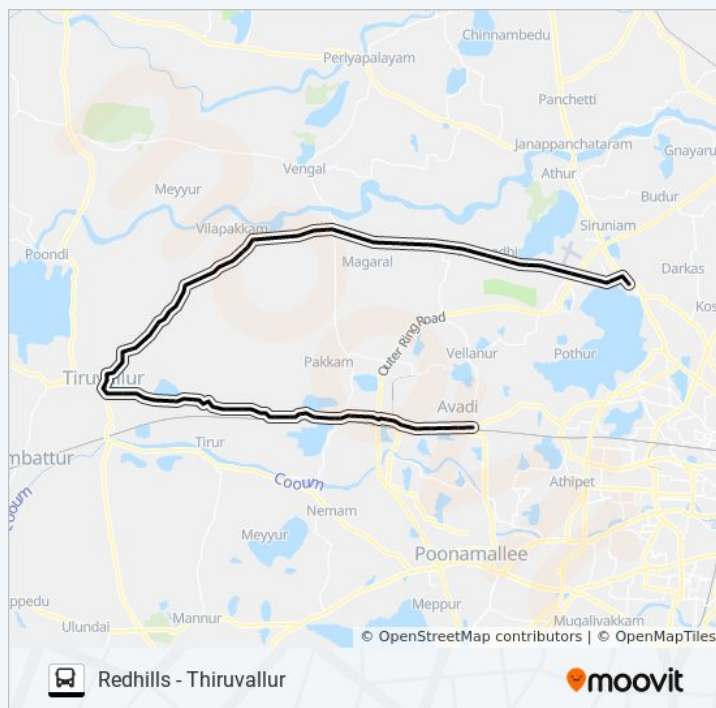 Chinnambedu
Periyapalayam
Panchetti
Janappanchataram
Gnayaru
Vengal
Athur
Meyyur
Budur
Vilapakkam
Siruniam
Poondi
Magaral
Darkas
Kos
Outer Ring Road
Pakkam
Vellanur
Pothur
Tiruvallur
Avadi
Tirur
mbattur
Cooum
Athipet
Cooum
Nemam
Meyyur
Poonamallee
Meppur
ppedu
Mannur
Mugalivakkam
Ulundai
© OpenStreetMap contributors | © OpenMapTiles
Redhills - Thiruvallur
moovit